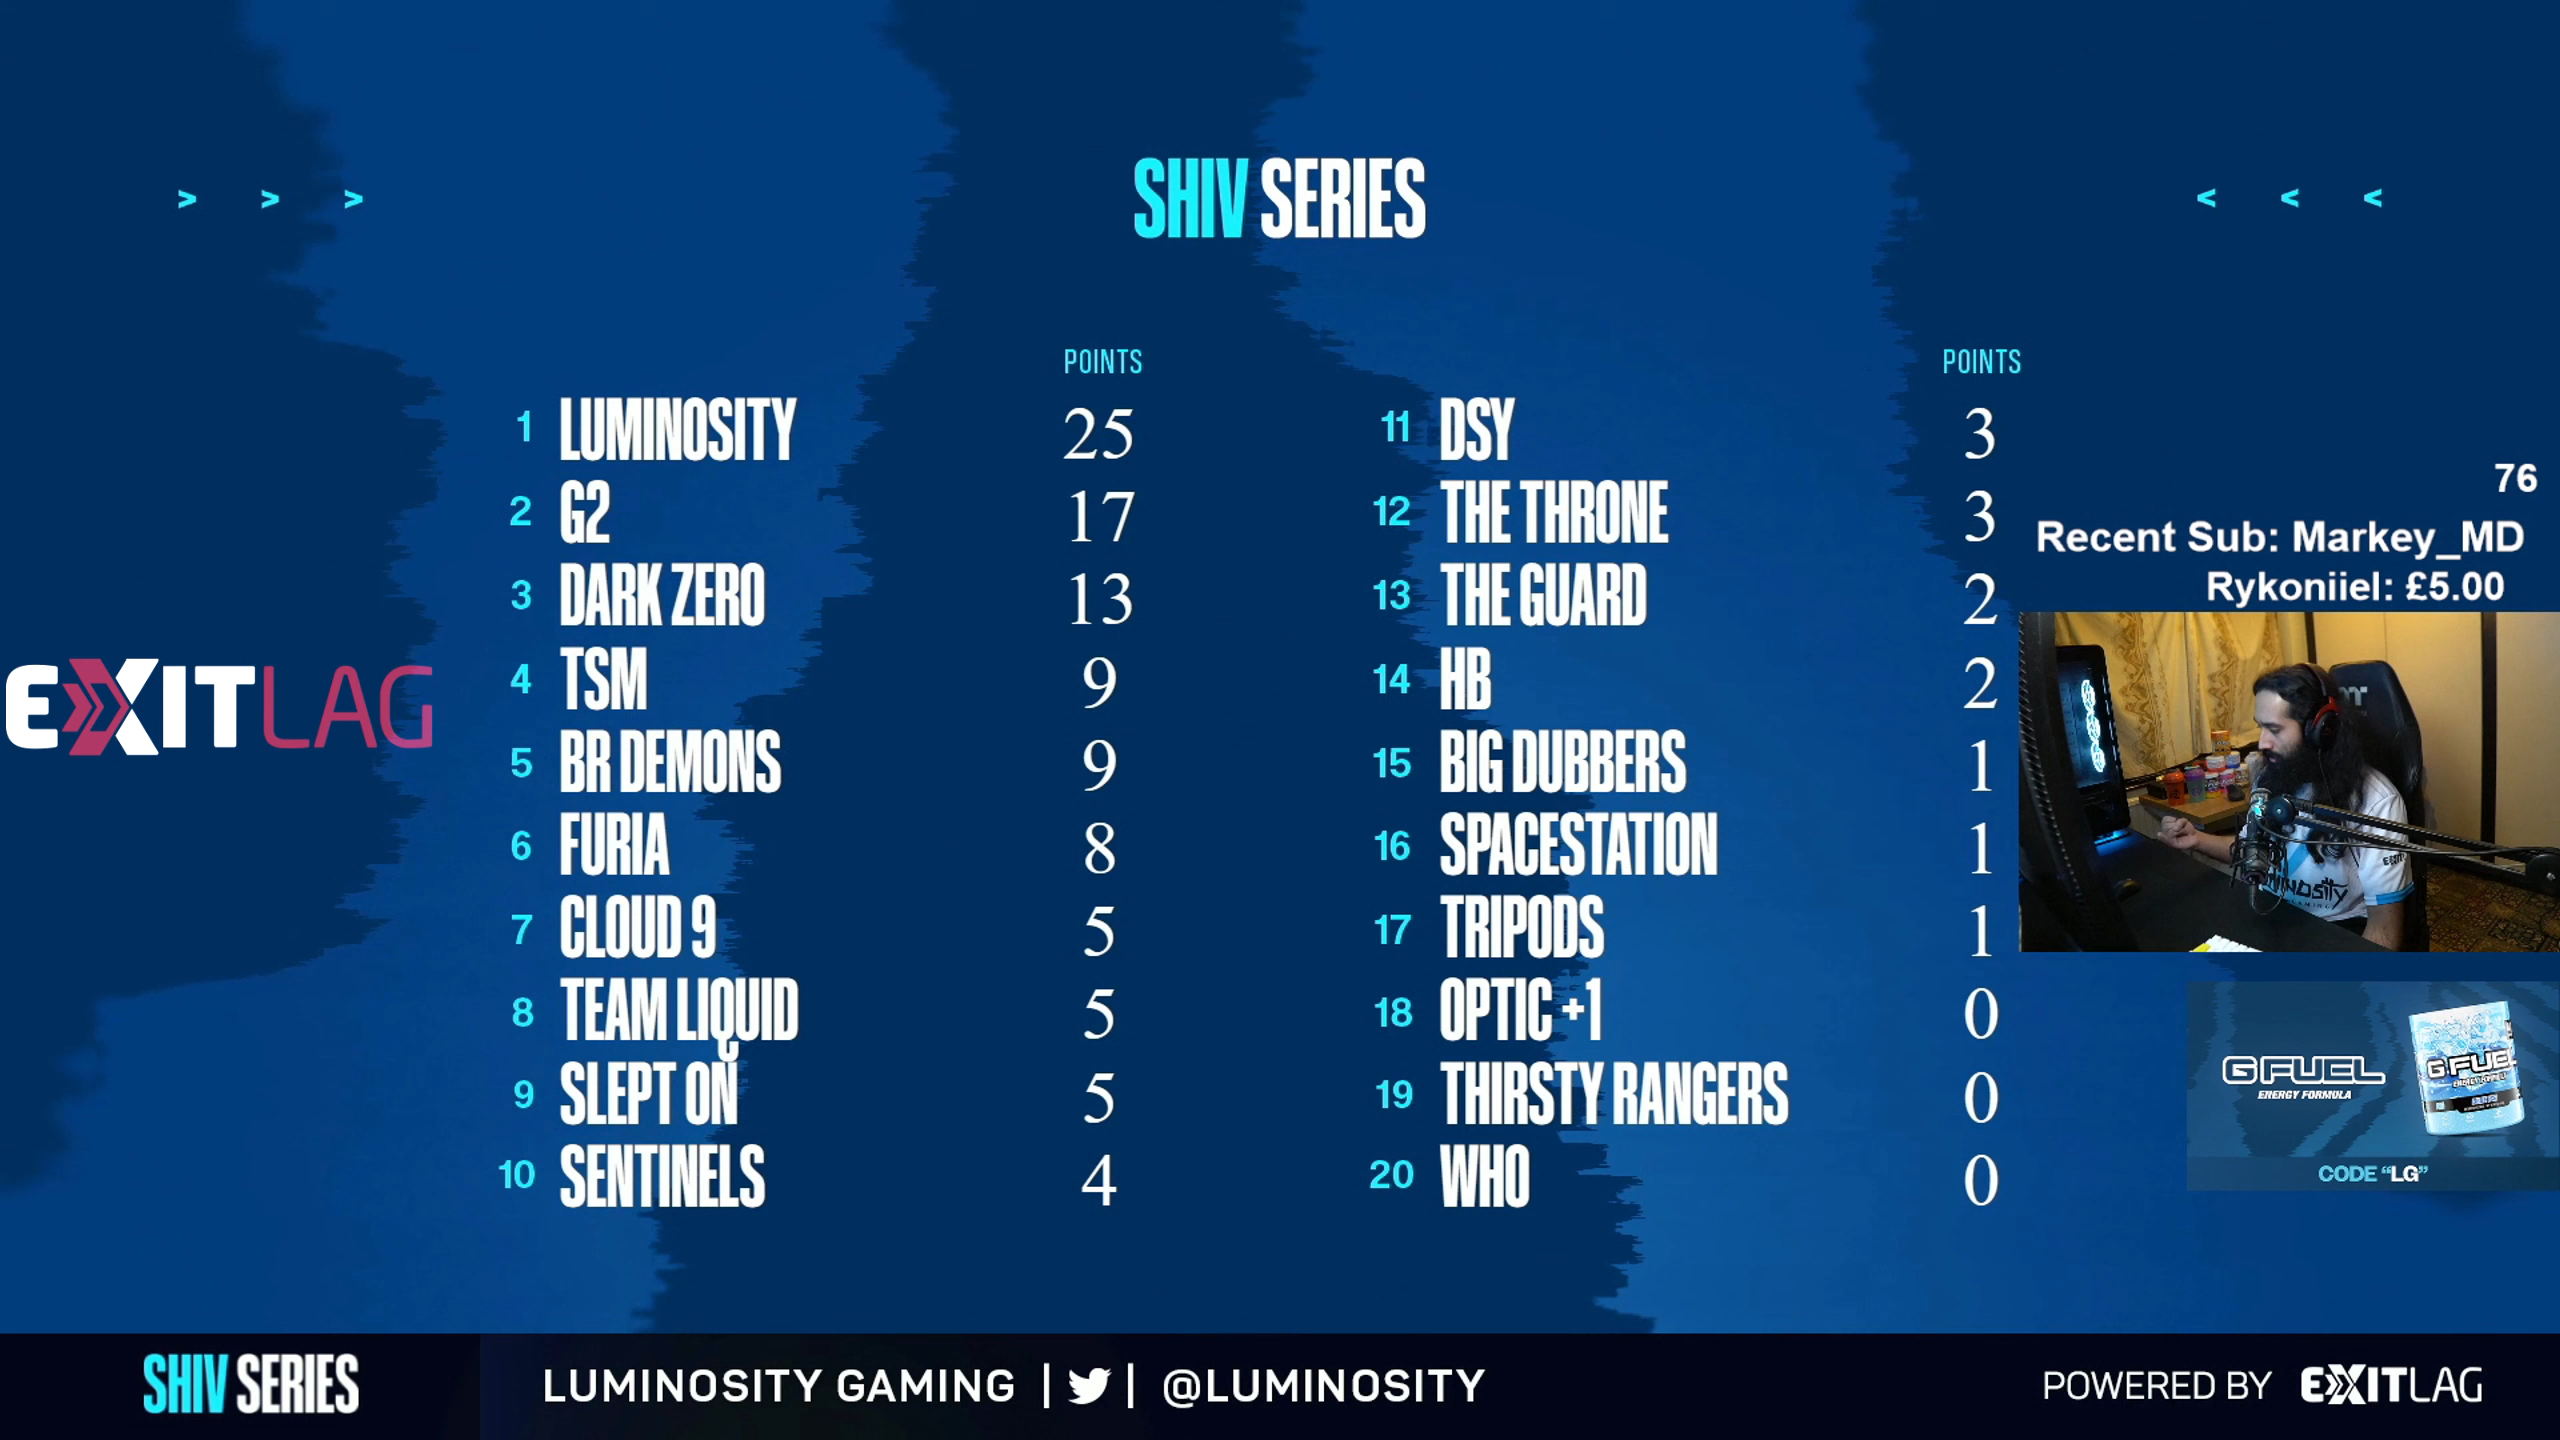 > > >
SHIV SERIES
< < <
POINTS
1 LUMINOSITY 25
2 G2 17
3 DARK ZERO 13
4 TSM 9
5 BR DEMONS 9
6 FURIA 8
7 CLOUD 9 5
8 TEAM LIQUID 5
9 SLEPT ON 5
10 SENTINELS 4
POINTS
11 DSY 3
12 THE THRONE 3
13 THE GUARD 2
14 HB 2
15 BIG DUBBERS 1
16 SPACESTATION 1
17 TRIPODS 1
18 OPTIC +1 0
19 THIRSTY RANGERS 0
20 WHO 0
EXITLAG
76
Recent Sub: Markey_MD
Rykoniiel: £5.00
G FUEL
ENERGY FORMULA
G FUEL
ENERGY FORMULA
CODE “LG”
SHIV SERIES
LUMINOSITY GAMING | | @LUMINOSITY
POWERED BY EXITLAG